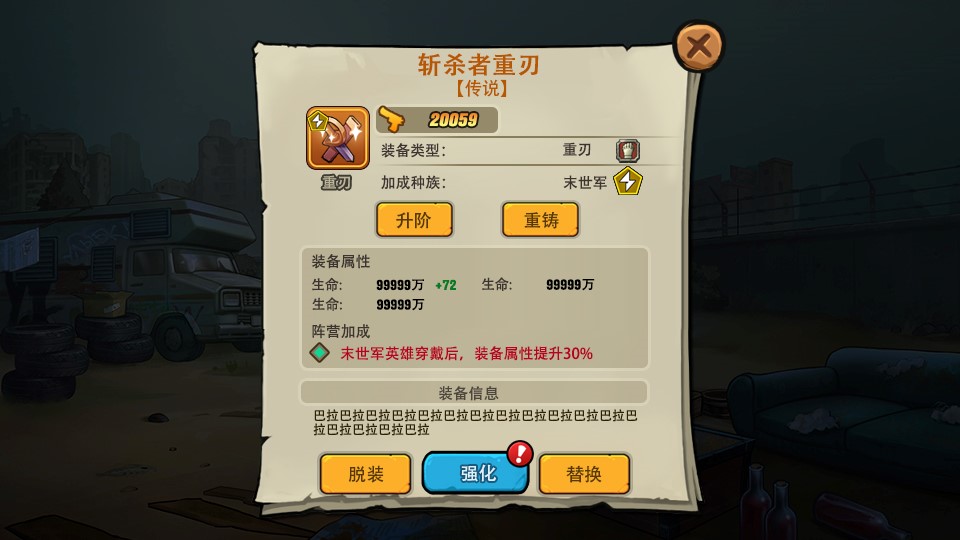 斩杀者重刃
【传说】
20059
装备类型： 重刃
重刃 加成种族： 末世军
升阶 重铸
装备属性
生命： 99999万 +72 生命： 99999万
生命： 99999万
阵营加成
末世军英雄穿戴后，装备属性提升30%
装备信息
巴拉巴拉巴拉巴拉巴拉巴拉巴拉巴拉巴拉巴拉巴拉巴拉巴
拉巴拉巴拉巴拉巴拉
脱装 强化 替换